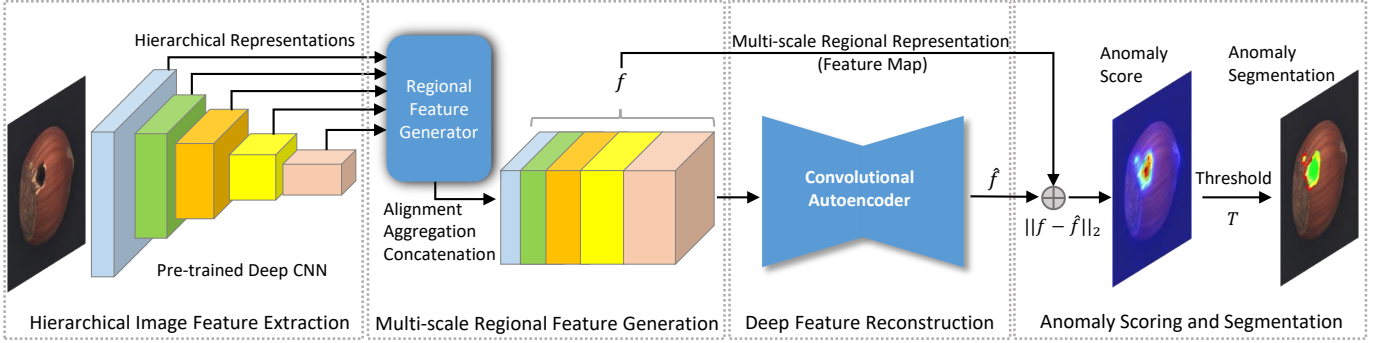 Hierarchical Representations
Pre-trained Deep CNN
Hierarchical Image Feature Extraction
Regional
Feature
Generator
Alignment
Aggregation
Concatenation
f
Multi-scale Regional Feature Generation
Multi-scale Regional Representation
(Feature Map)
Convolutional
Autoencoder
f̂
Deep Feature Reconstruction
||f − f̂||₂
Anomaly
Score
Threshold
T
Anomaly
Segmentation
Anomaly Scoring and Segmentation